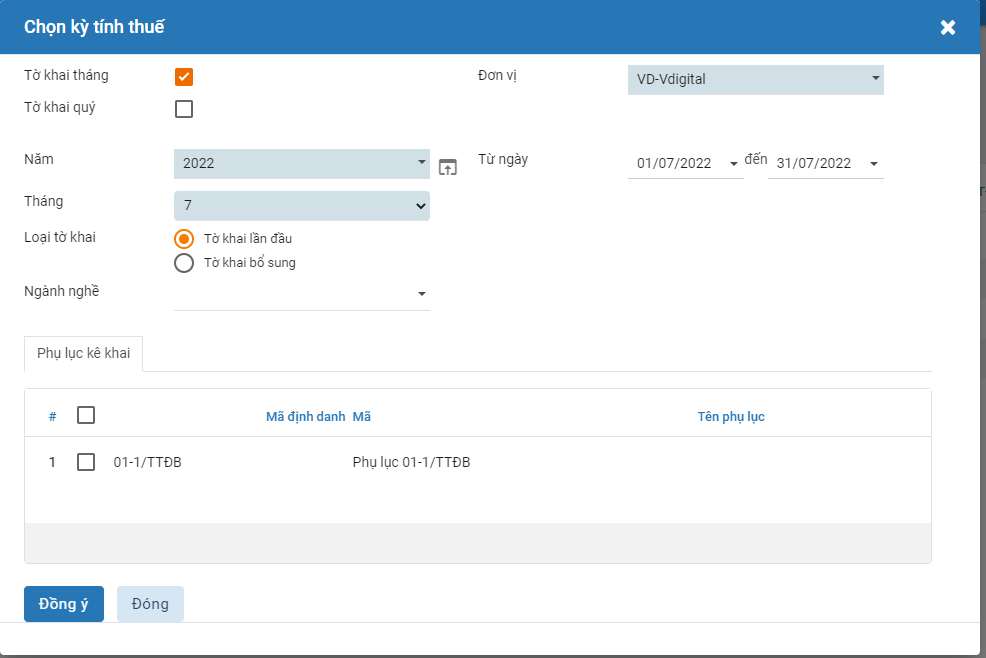 Chọn kỳ tính thuế
Tờ khai tháng
Đơn vị
VD-Vdigital
Tờ khai quý
Năm
2022
Từ ngày
01/07/2022
đến
31/07/2022
Tháng
7
Loại tờ khai
Tờ khai lần đầu
Tờ khai bổ sung
Ngành nghề
Phụ lục kê khai
# Mã định danh Mã Tên phụ lục
1 01-1/TTĐB Phụ lục 01-1/TTĐB
Đồng ý
Đóng